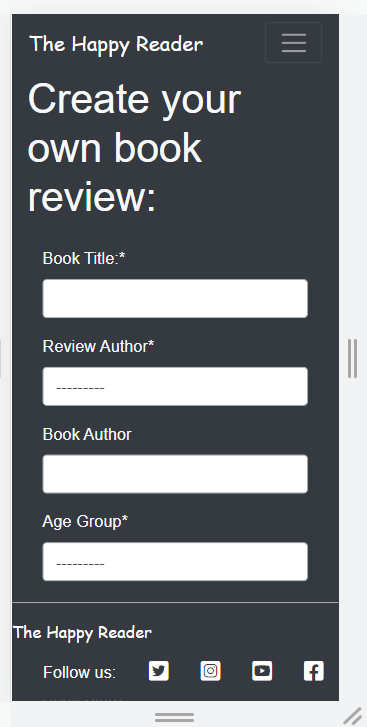 The Happy Reader
Create your
own book
review:
Book Title:*
Review Author*
---------
Book Author
Age Group*
---------
The Happy Reader
Follow us: